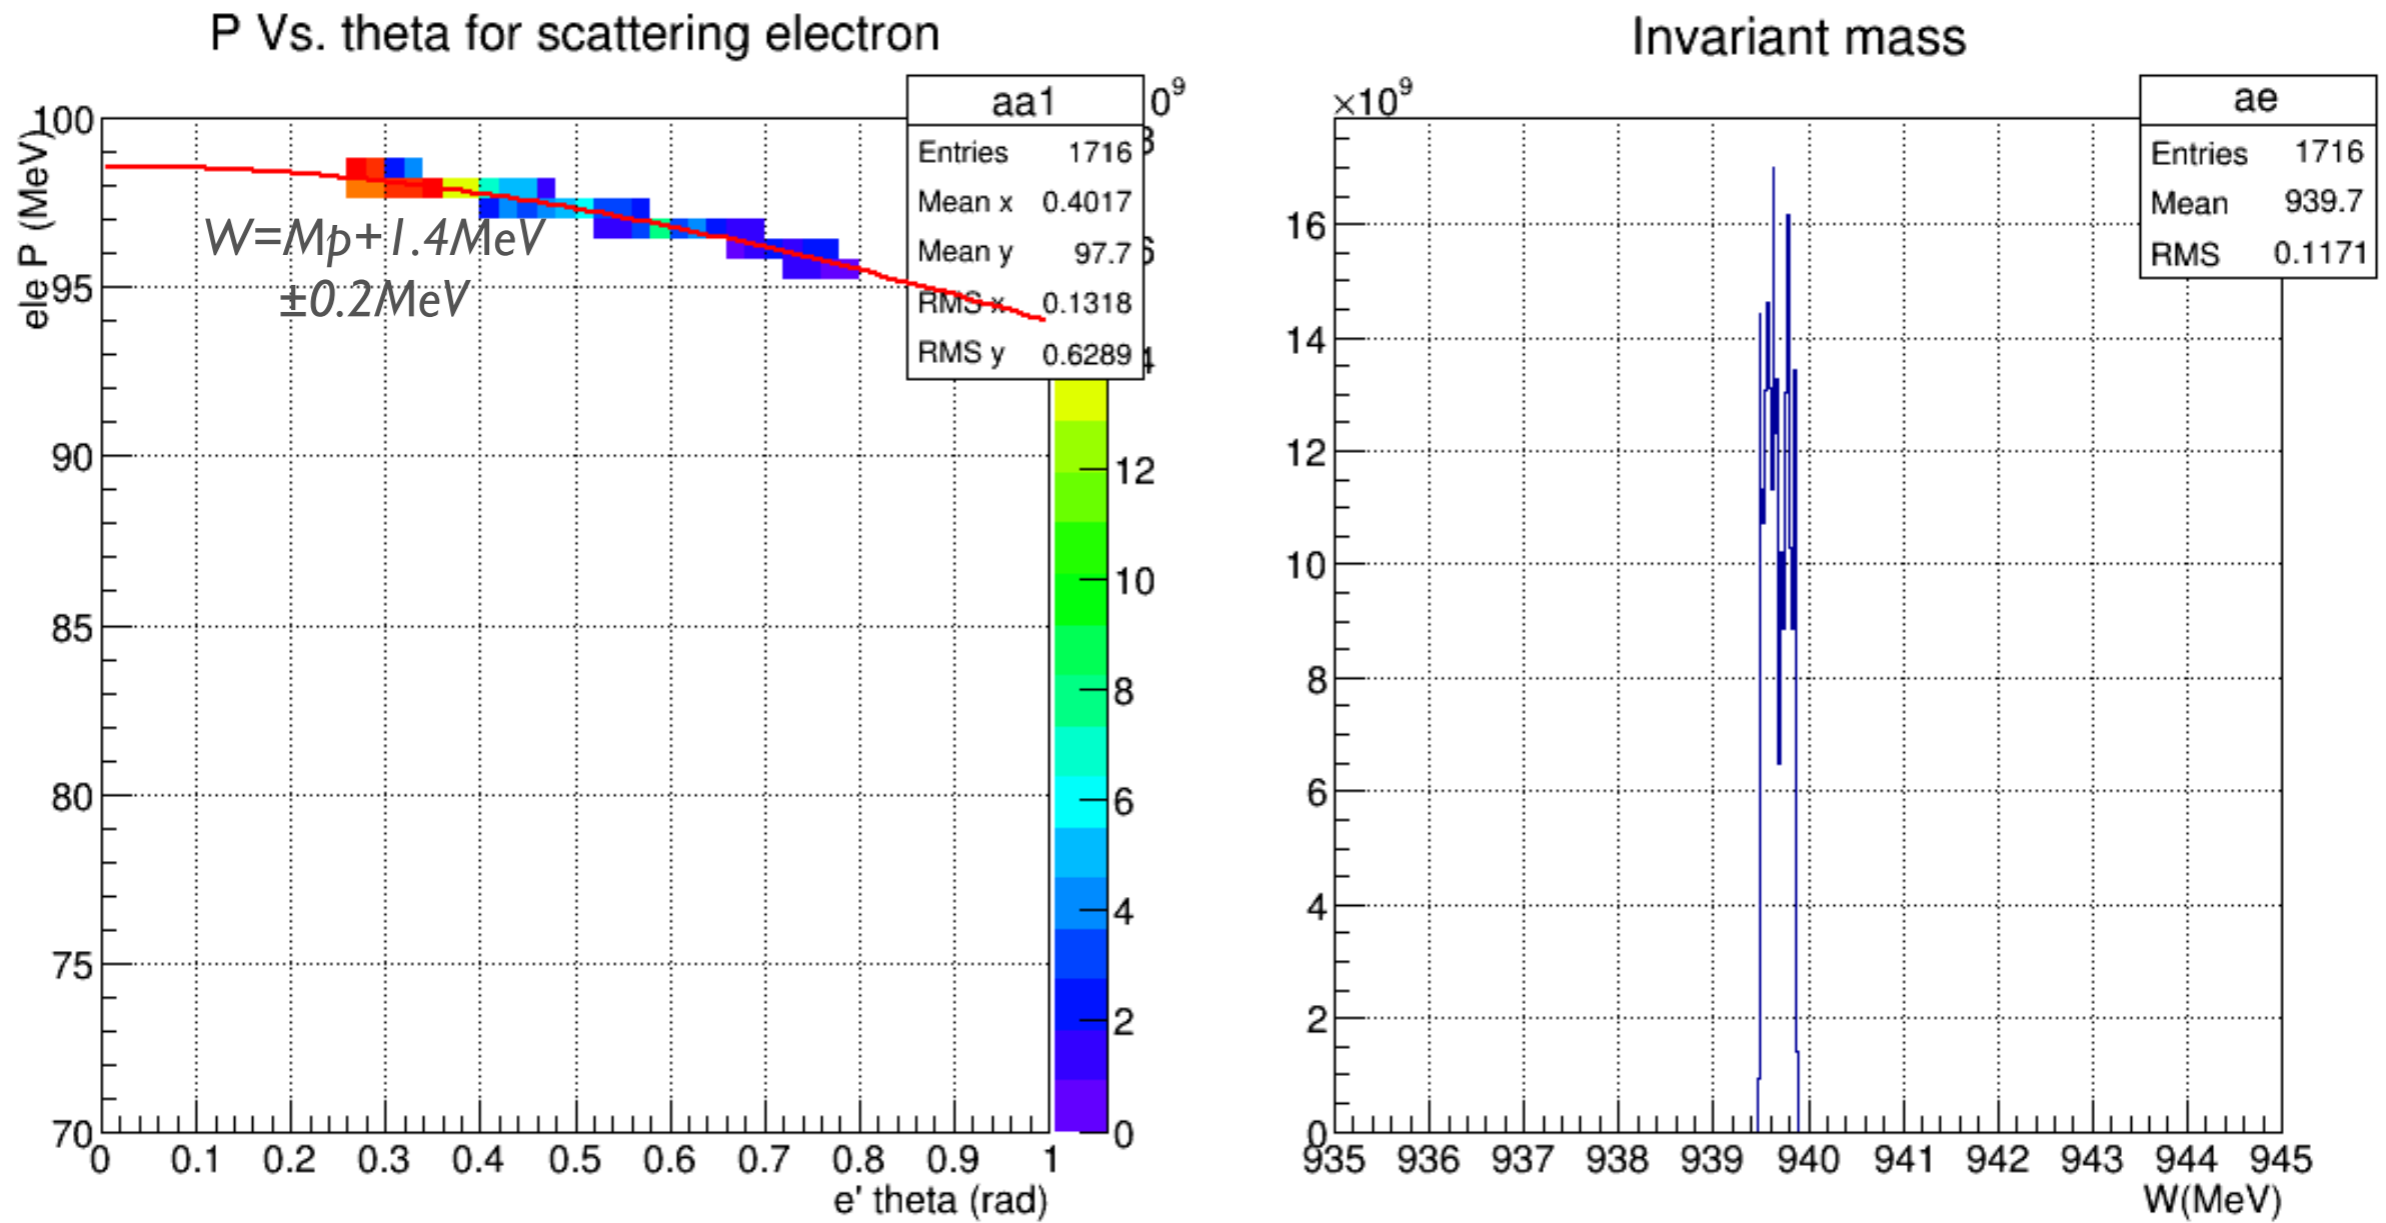 P Vs. theta for scattering electron
ele P (MeV)
100
95
90
85
80
75
70
0 0.1 0.2 0.3 0.4 0.5 0.6 0.7 0.8 0.9 1
e' theta (rad)
W=Mp+1.4MeV
±0.2MeV
aa1
Entries 1716
Mean x 0.4017
Mean y 97.7
RMS x 0.1318
RMS y 0.6289
0⁹
12
10
8
6
4
2
0
Invariant mass
×10⁹
16
14
12
10
8
6
4
2
0
935 936 937 938 939 940 941 942 943 944 945
W(MeV)
ae
Entries 1716
Mean 939.7
RMS 0.1171